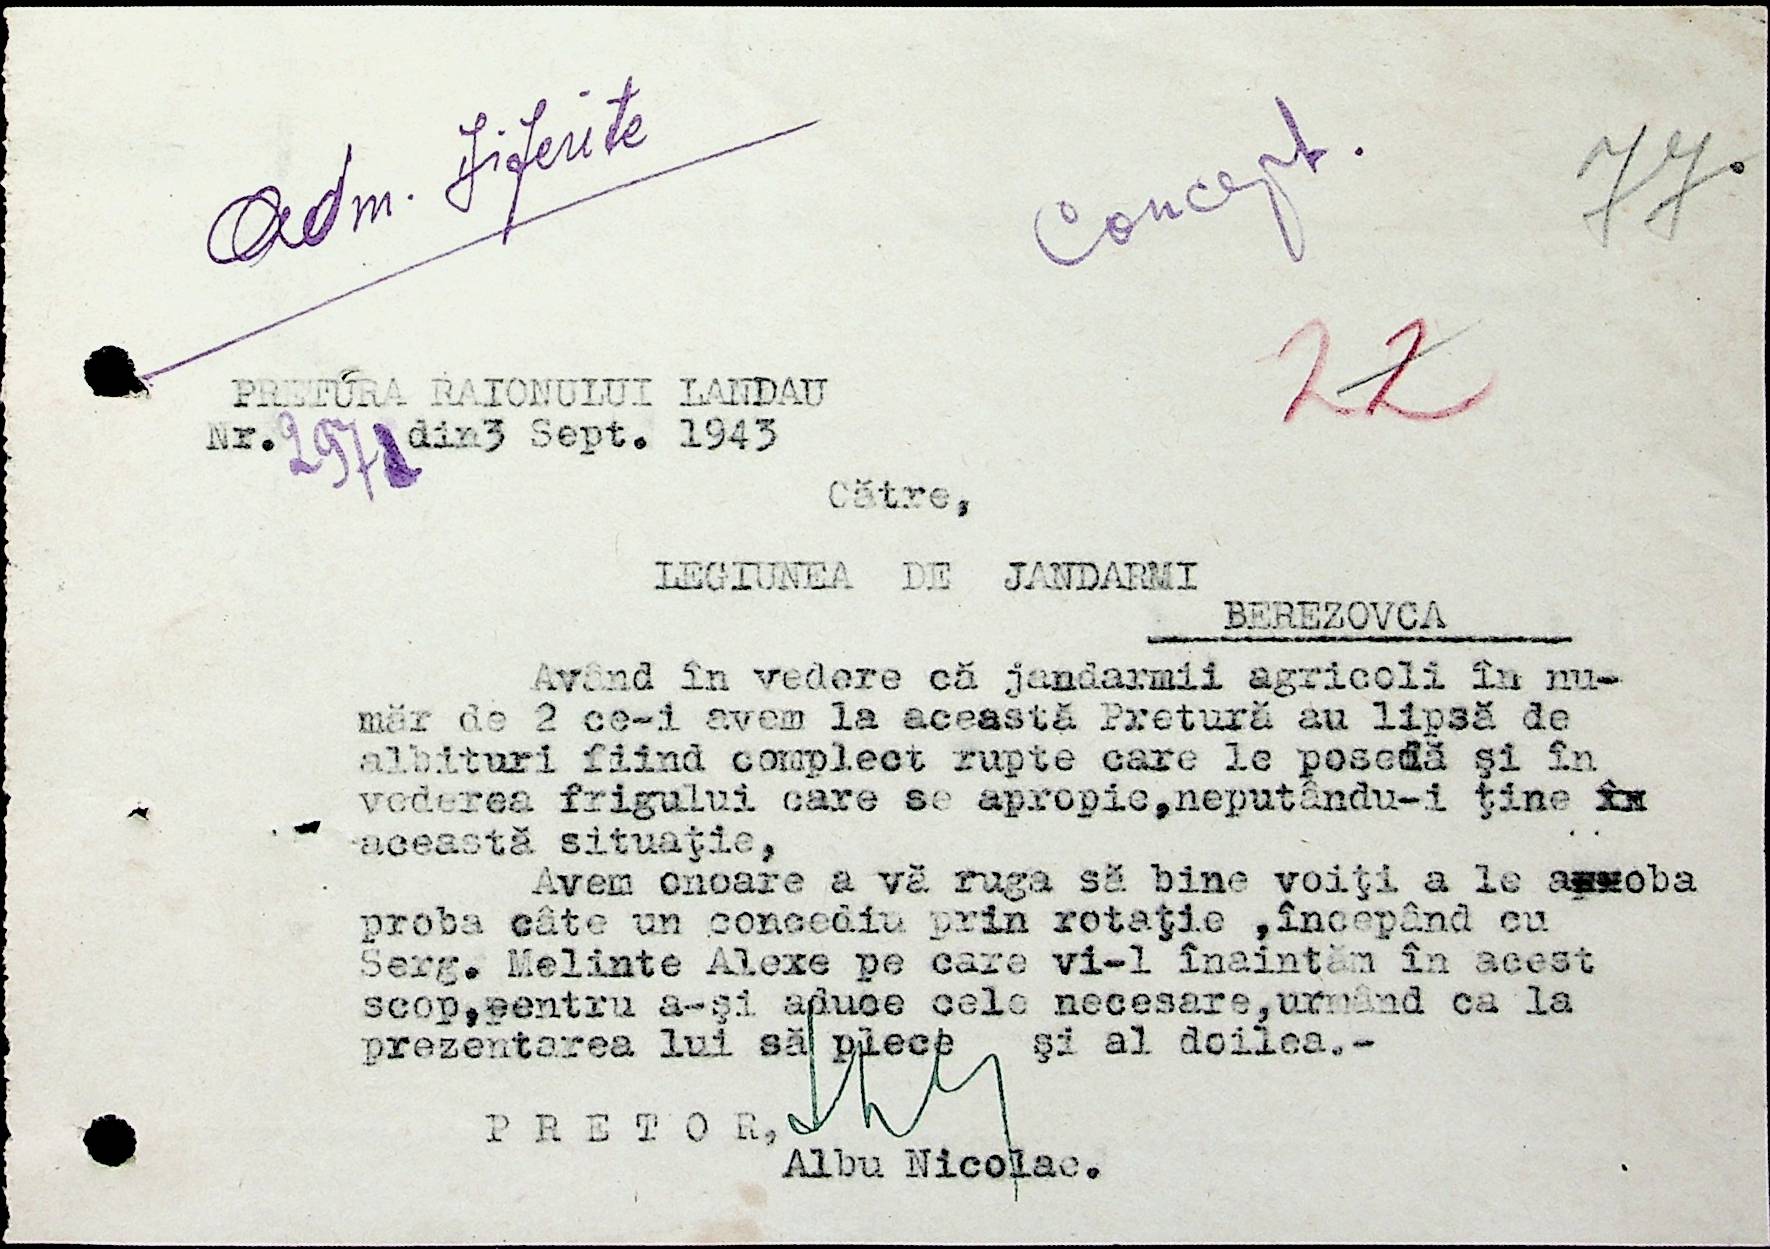 Adm. diferite
Concept.
77.
22
PRETURA RAIONULUI LANDAU
Nr. 2971 din 3 Sept. 1943
Către,
LEGIUNEA DE JANDARMI
BEREZOVCA
Având în vedere că jandarmii agricoli în nu-
măr de 2 ce-i avem la această Pretură au lipsă de
albituri fiind complect rupte care le posedă şi în
vederea frigului care se apropie,neputându-i ţine în
această situaţie,
Avem onoare a vă ruga să bine voiţi a le aproba
proba câte un concediu prin rotaţie ,începând cu
Serg. Melinte Alexe pe care vi-l înaintăm în acest
scop,pentru a-şi aduce cele necesare,urmând ca la
prezentarea lui să plece şi al doilea.-
P R E T O R,
Albu Nicolae.